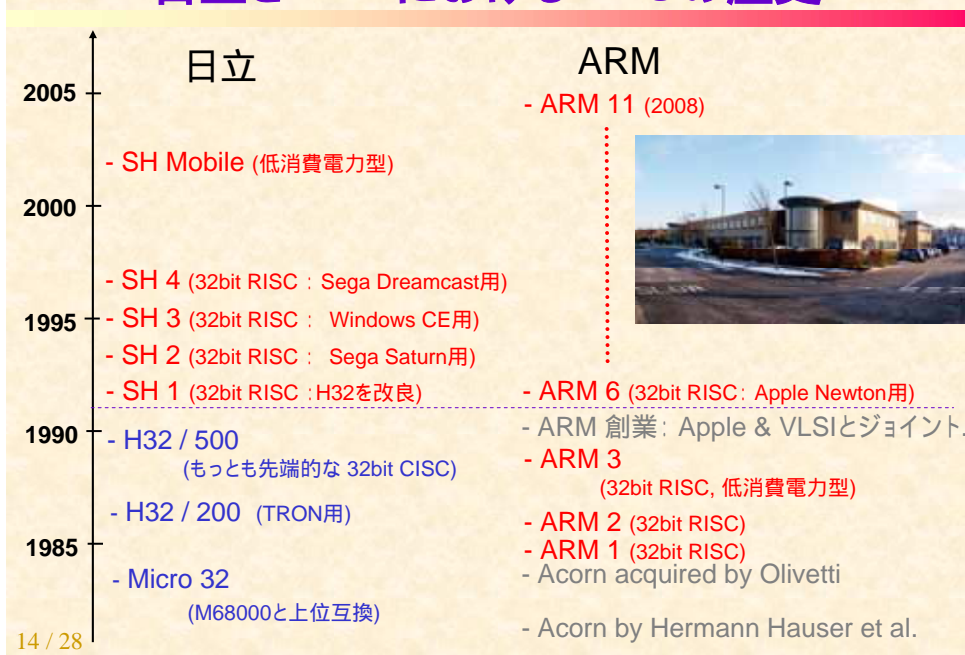 日立
ARM
2005
- ARM 11 (2008)
- SH Mobile (低消費電力型)
2000
- SH 4 (32bit RISC : Sega Dreamcast用)
1995
- SH 3 (32bit RISC : Windows CE用)
- SH 2 (32bit RISC : Sega Saturn用)
- SH 1 (32bit RISC :H32を改良)
- ARM 6 (32bit RISC: Apple Newton用)
1990
- H32 / 500
(もっとも先端的な 32bit CISC)
- ARM 創業: Apple & VLSIとジョイント.
- ARM 3
(32bit RISC, 低消費電力型)
- H32 / 200 (TRON用)
- ARM 2 (32bit RISC)
1985
- ARM 1 (32bit RISC)
- Micro 32
(M68000と上位互換)
- Acorn acquired by Olivetti
- Acorn by Hermann Hauser et al.
14 / 28